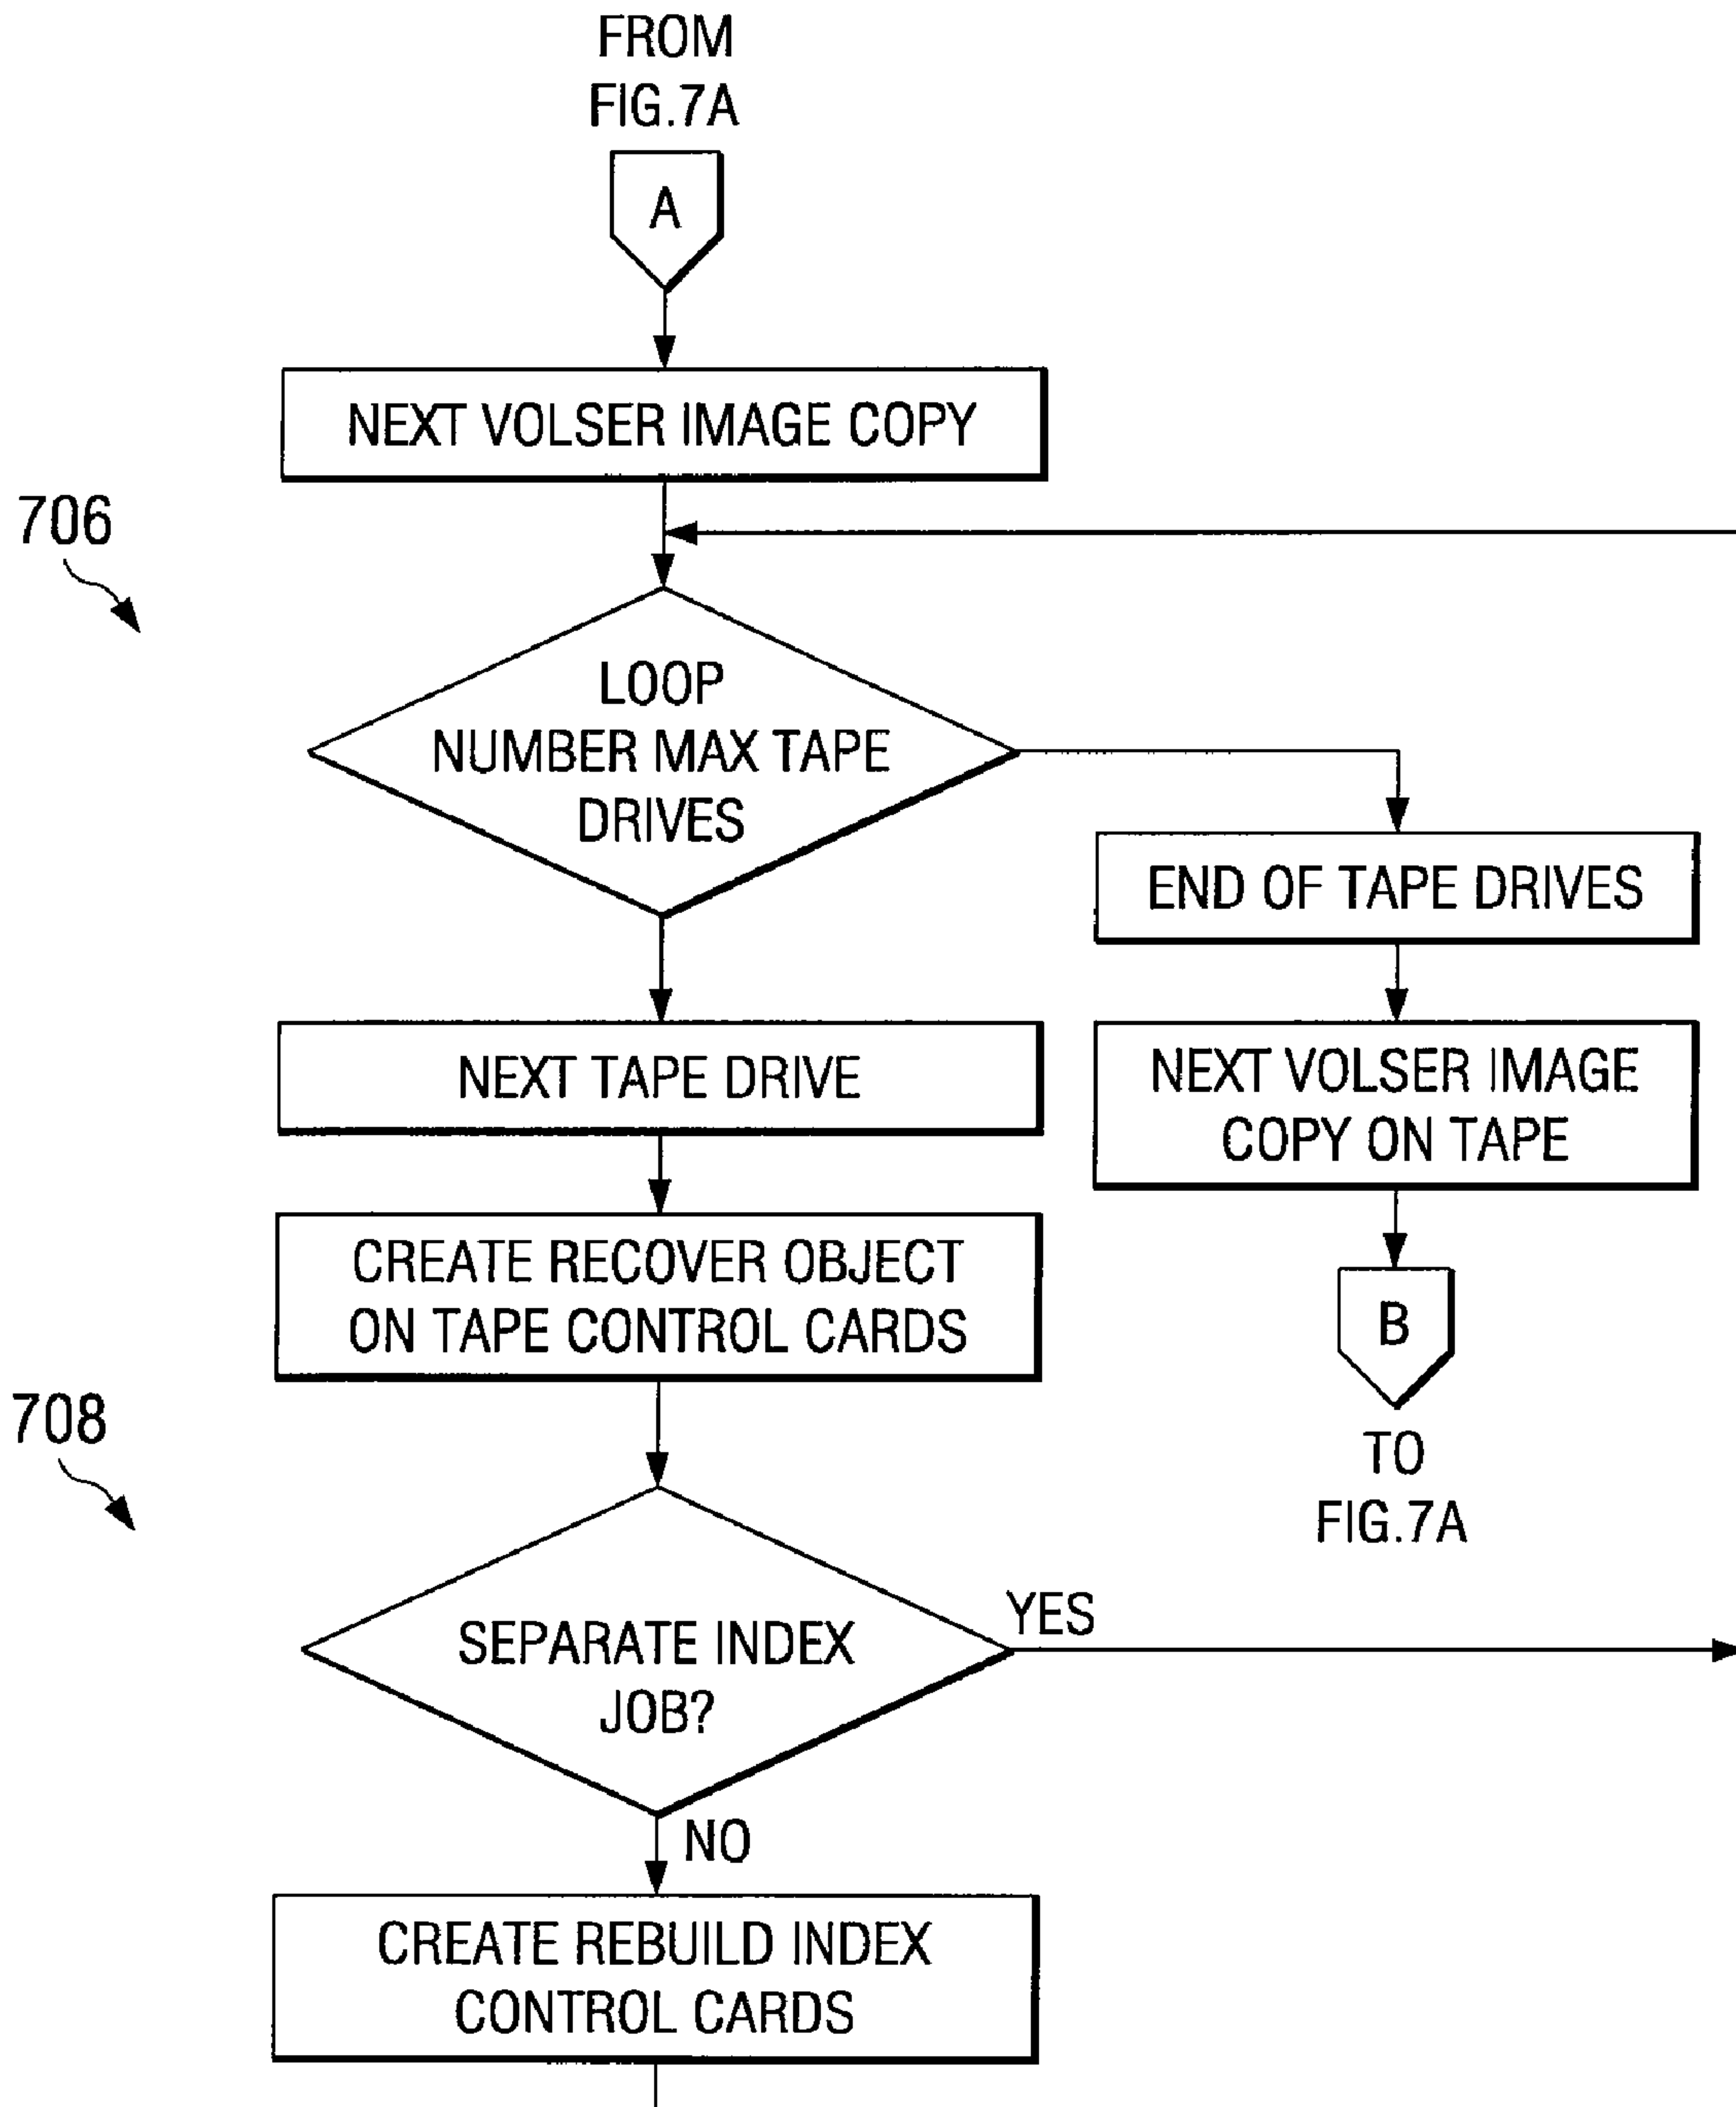 FROM
FIG.7A
A
NEXT VOLSER IMAGE COPY
706
LOOP
NUMBER MAX TAPE
DRIVES
END OF TAPE DRIVES
NEXT TAPE DRIVE
NEXT VOLSER IMAGE
COPY ON TAPE
CREATE RECOVER OBJECT
ON TAPE CONTROL CARDS
B
TO
FIG.7A
708
SEPARATE INDEX
JOB?
YES
NO
CREATE REBUILD INDEX
CONTROL CARDS